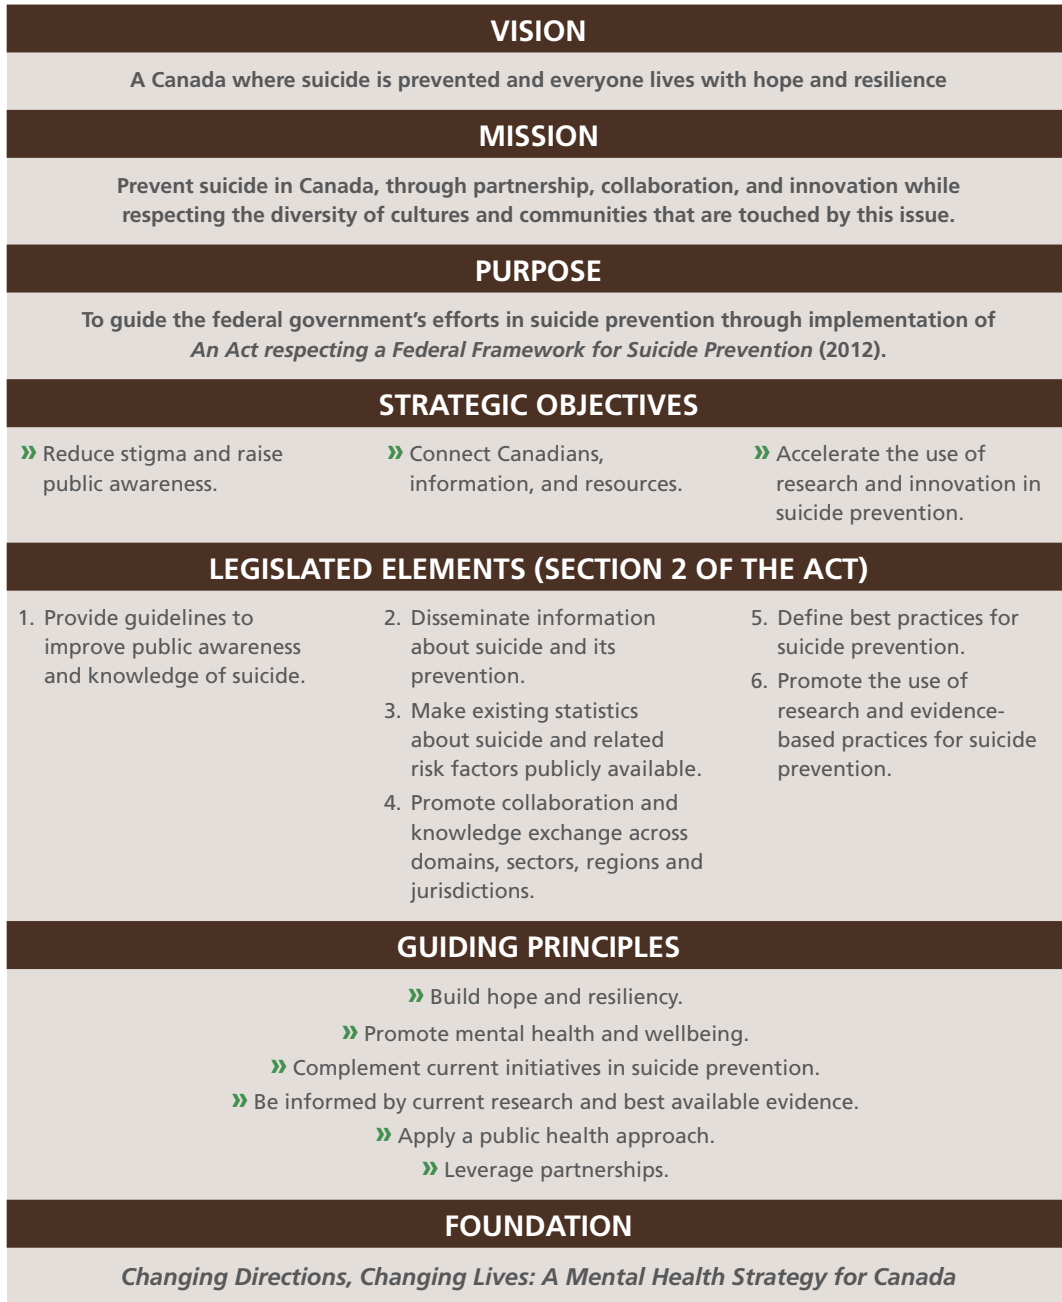 VISION
A Canada where suicide is prevented and everyone lives with hope and resilience
MISSION
Prevent suicide in Canada, through partnership, collaboration, and innovation while
respecting the diversity of cultures and communities that are touched by this issue.
PURPOSE
To guide the federal government's efforts in suicide prevention through implementation of
An Act respecting a Federal Framework for Suicide Prevention (2012).
STRATEGIC OBJECTIVES
» Reduce stigma and raise
public awareness.
» Connect Canadians,
information, and resources.
» Accelerate the use of
research and innovation in
suicide prevention.
LEGISLATED ELEMENTS (SECTION 2 OF THE ACT)
1. Provide guidelines to
improve public awareness
and knowledge of suicide.
2. Disseminate information
about suicide and its
prevention.
3. Make existing statistics
about suicide and related
risk factors publicly available.
4. Promote collaboration and
knowledge exchange across
domains, sectors, regions and
jurisdictions.
5. Define best practices for
suicide prevention.
6. Promote the use of
research and evidence-
based practices for suicide
prevention.
GUIDING PRINCIPLES
» Build hope and resiliency.
» Promote mental health and wellbeing.
» Complement current initiatives in suicide prevention.
» Be informed by current research and best available evidence.
» Apply a public health approach.
» Leverage partnerships.
FOUNDATION
Changing Directions, Changing Lives: A Mental Health Strategy for Canada